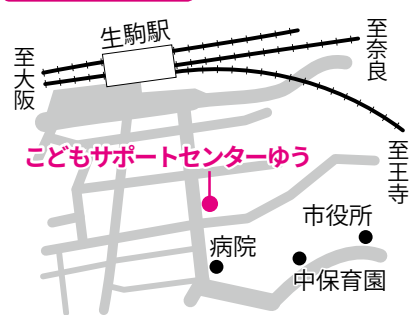 生駒駅
至大阪
至奈良
至王寺
こどもサポートセンターゆう
市役所
病院
中保育園